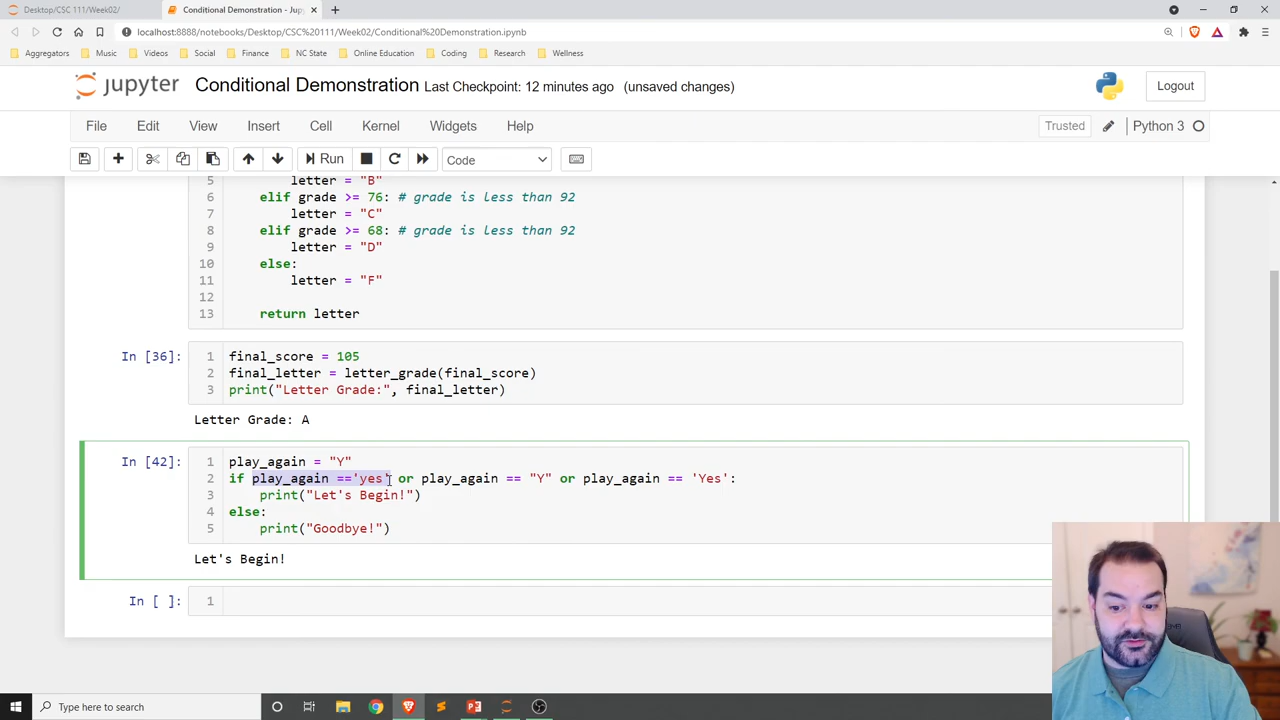 Desktop/CSC 111/Week02/
Conditional Demonstration - Jup
localhost:8888/notebooks/Desktop/CSC%20111/Week02/Conditional%20Demonstration.ipynb
Aggregators Music Videos Social Finance NC State Online Education Coding Research Wellness
jupyter Conditional Demonstration Last Checkpoint: 12 minutes ago (unsaved changes) Logout
File Edit View Insert Cell Kernel Widgets Help Trusted Python 3
Run Code
5 letter = "B"
6 elif grade >= 76: # grade is less than 92
7 letter = "C"
8 elif grade >= 68: # grade is less than 92
9 letter = "D"
10 else:
11 letter = "F"
12
13 return letter
In [36]: 1 final_score = 105
2 final_letter = letter_grade(final_score)
3 print("Letter Grade:", final_letter)
Letter Grade: A
In [42]: 1 play_again = "Y"
2 if play_again =='yes' or play_again == "Y" or play_again == 'Yes':
3 print("Let's Begin!")
4 else:
5 print("Goodbye!")
Let's Begin!
In [ ]: 1
Type here to search